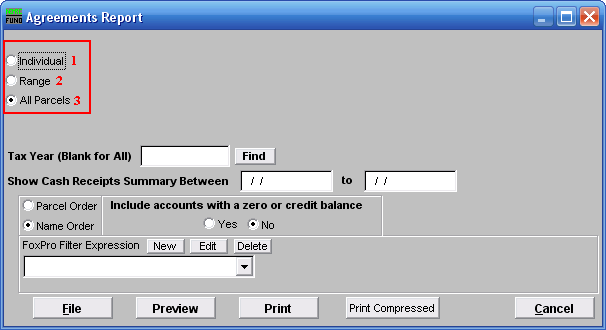 FUND Agreements Report
Individual 1
Range 2
All Parcels 3
Tax Year (Blank for All) Find
Show Cash Receipts Summary Between / / to / /
Parcel Order Include accounts with a zero or credit balance
Name Order Yes No
FoxPro Filter Expression New Edit Delete
File Preview Print Print Compressed Cancel